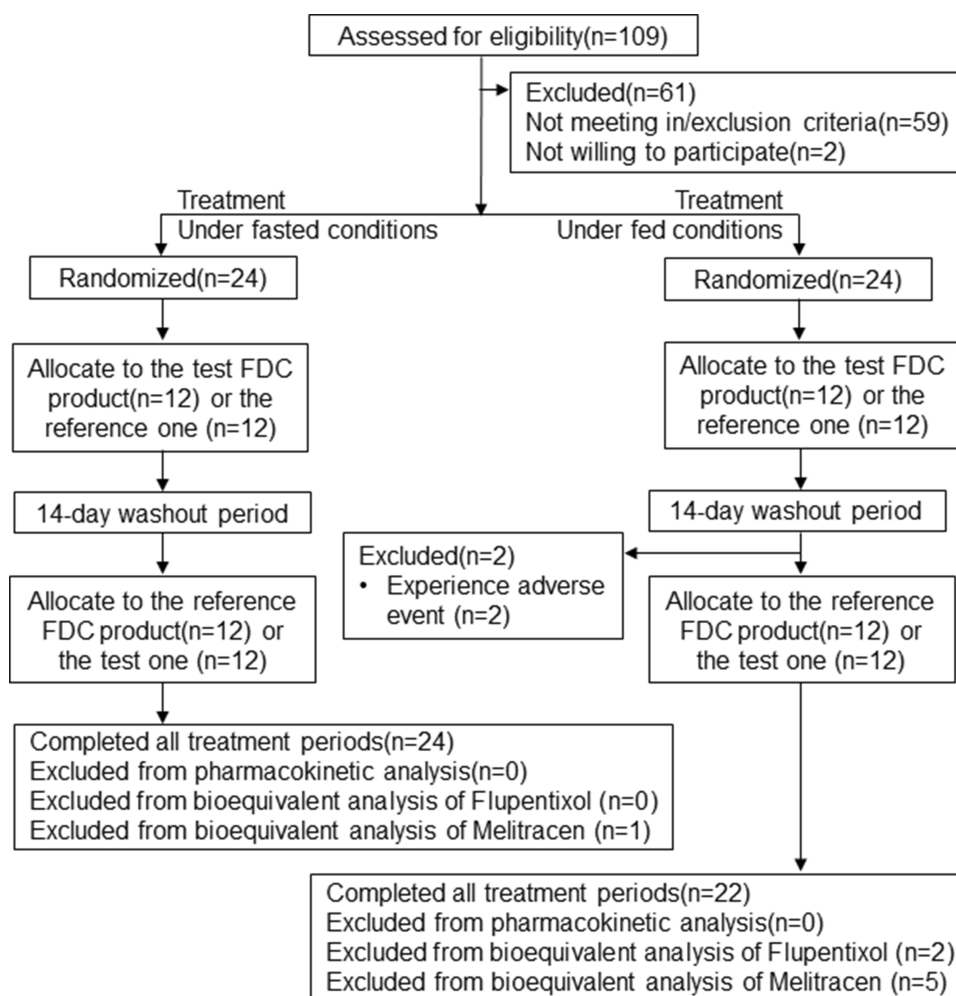 Assessed for eligibility(n=109)
Excluded(n=61)
Not meeting in/exclusion criteria(n=59)
Not willing to participate(n=2)
Treatment
Under fasted conditions
Treatment
Under fed conditions
Randomized(n=24)
Randomized(n=24)
Allocate to the test FDC
product(n=12) or the
reference one (n=12)
Allocate to the test FDC
product(n=12) or the
reference one (n=12)
14-day washout period
14-day washout period
Excluded(n=2)
• Experience adverse
event (n=2)
Allocate to the reference
FDC product(n=12) or
the test one (n=12)
Allocate to the reference
FDC product(n=12) or
the test one (n=12)
Completed all treatment periods(n=24)
Excluded from pharmacokinetic analysis(n=0)
Excluded from bioequivalent analysis of Flupentixol (n=0)
Excluded from bioequivalent analysis of Melitracen (n=1)
Completed all treatment periods(n=22)
Excluded from pharmacokinetic analysis(n=0)
Excluded from bioequivalent analysis of Flupentixol (n=2)
Excluded from bioequivalent analysis of Melitracen (n=5)